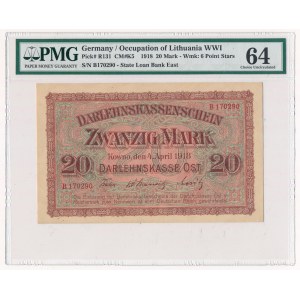 PMG
Germany / Occupation of Lithuania WWI
Pick# R131 CM#K5 1918 20 Mark - Wmk: 6 Point Stars
S/N B170290 - State Loan Bank East
64
Choice Uncirculated
DARLEHNSKASSENSCHEIN
ZWANZIG MARK
Kowno, den 4. April 1918
20 DARLEHNSKASSE OST 20
B.170290